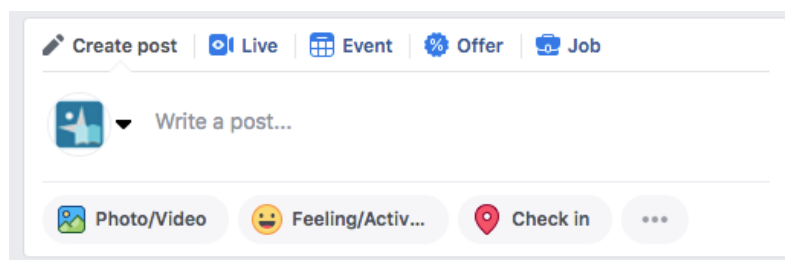 Create post Live Event Offer Job
Write a post...
Photo/Video Feeling/Activ... Check in